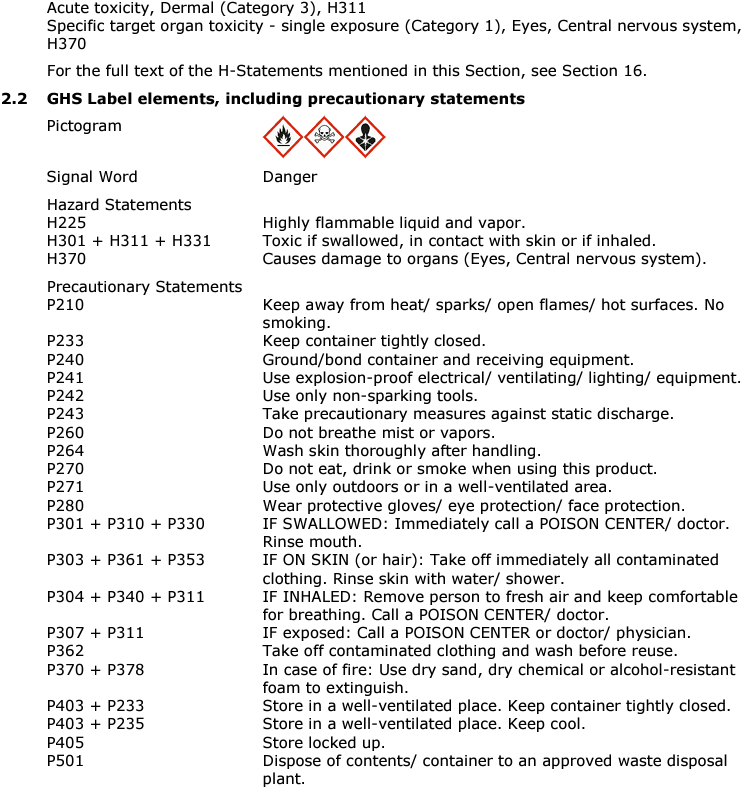 Acute toxicity, Dermal (Category 3), H311
Specific target organ toxicity - single exposure (Category 1), Eyes, Central nervous system,
H370
For the full text of the H-Statements mentioned in this Section, see Section 16.
2.2 GHS Label elements, including precautionary statements
Pictogram
Signal Word Danger
Hazard Statements
H225 Highly flammable liquid and vapor.
H301 + H311 + H331 Toxic if swallowed, in contact with skin or if inhaled.
H370 Causes damage to organs (Eyes, Central nervous system).
Precautionary Statements
P210 Keep away from heat/ sparks/ open flames/ hot surfaces. No
smoking.
P233 Keep container tightly closed.
P240 Ground/bond container and receiving equipment.
P241 Use explosion-proof electrical/ ventilating/ lighting/ equipment.
P242 Use only non-sparking tools.
P243 Take precautionary measures against static discharge.
P260 Do not breathe mist or vapors.
P264 Wash skin thoroughly after handling.
P270 Do not eat, drink or smoke when using this product.
P271 Use only outdoors or in a well-ventilated area.
P280 Wear protective gloves/ eye protection/ face protection.
P301 + P310 + P330 IF SWALLOWED: Immediately call a POISON CENTER/ doctor.
Rinse mouth.
P303 + P361 + P353 IF ON SKIN (or hair): Take off immediately all contaminated
clothing. Rinse skin with water/ shower.
P304 + P340 + P311 IF INHALED: Remove person to fresh air and keep comfortable
for breathing. Call a POISON CENTER/ doctor.
P307 + P311 IF exposed: Call a POISON CENTER or doctor/ physician.
P362 Take off contaminated clothing and wash before reuse.
P370 + P378 In case of fire: Use dry sand, dry chemical or alcohol-resistant
foam to extinguish.
P403 + P233 Store in a well-ventilated place. Keep container tightly closed.
P403 + P235 Store in a well-ventilated place. Keep cool.
P405 Store locked up.
P501 Dispose of contents/ container to an approved waste disposal
plant.